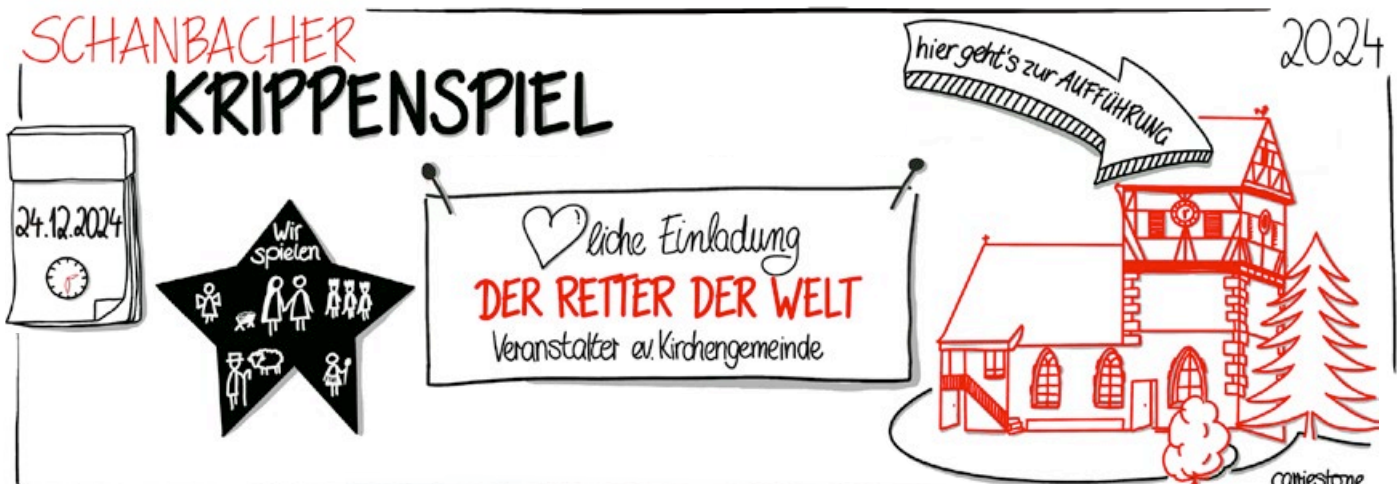 SCHANBACHER
KRIPPENSPIEL
2024
hier geht's zur AUFFÜHRUNG
24.12.2024
Wir
spielen
liche Einladung
DER RETTER DER WELT
Veranstalter ev. Kirchengemeinde